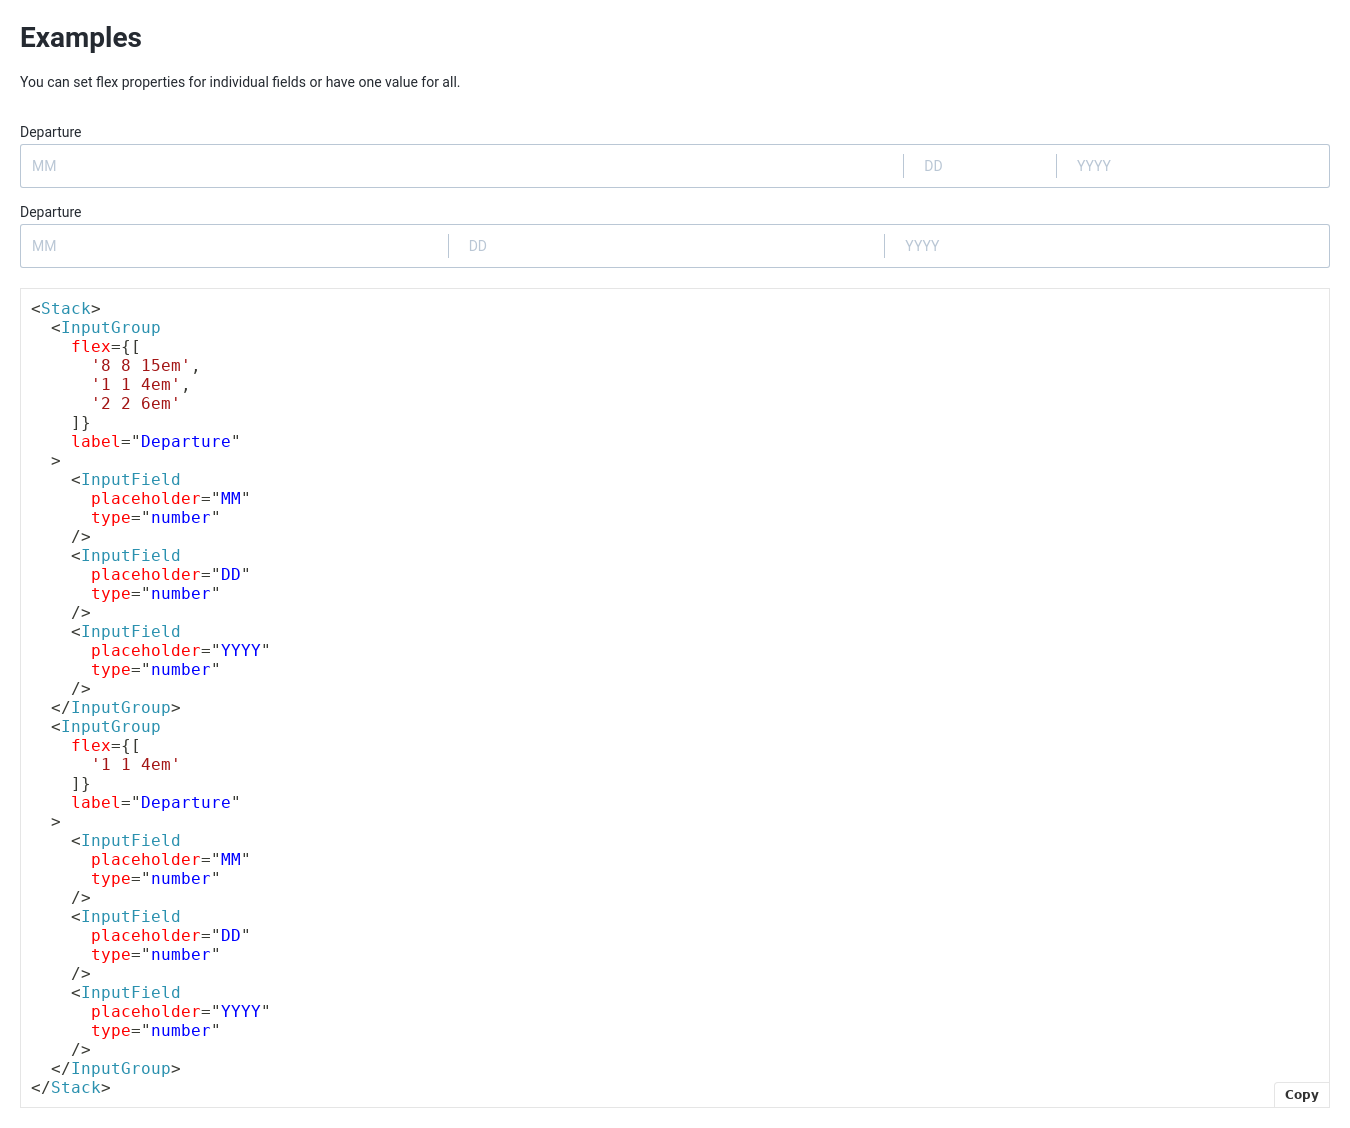 Examples
You can set flex properties for individual fields or have one value for all.
Departure
MM DD YYYY
Departure
MM DD YYYY
<Stack>
  <InputGroup
    flex={[
      '8 8 15em',
      '1 1 4em',
      '2 2 6em'
    ]}
    label="Departure"
  >
    <InputField
      placeholder="MM"
      type="number"
    />
    <InputField
      placeholder="DD"
      type="number"
    />
    <InputField
      placeholder="YYYY"
      type="number"
    />
  </InputGroup>
  <InputGroup
    flex={[
      '1 1 4em'
    ]}
    label="Departure"
  >
    <InputField
      placeholder="MM"
      type="number"
    />
    <InputField
      placeholder="DD"
      type="number"
    />
    <InputField
      placeholder="YYYY"
      type="number"
    />
  </InputGroup>
</Stack>
Copy